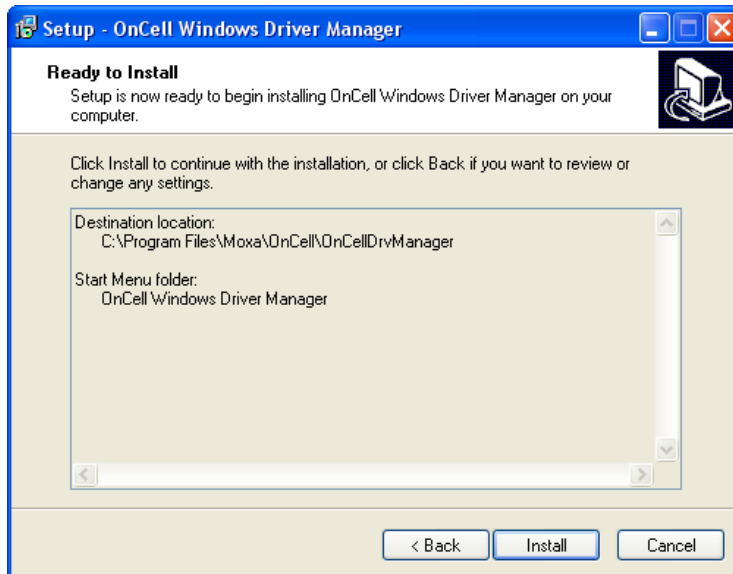 Setup - OnCell Windows Driver Manager
Ready to Install
Setup is now ready to begin installing OnCell Windows Driver Manager on your
computer.
Click Install to continue with the installation, or click Back if you want to review or
change any settings.
Destination location:
C:\Program Files\Moxa\OnCell\OnCellDrvManager
Start Menu folder:
OnCell Windows Driver Manager
< Back
Install
Cancel